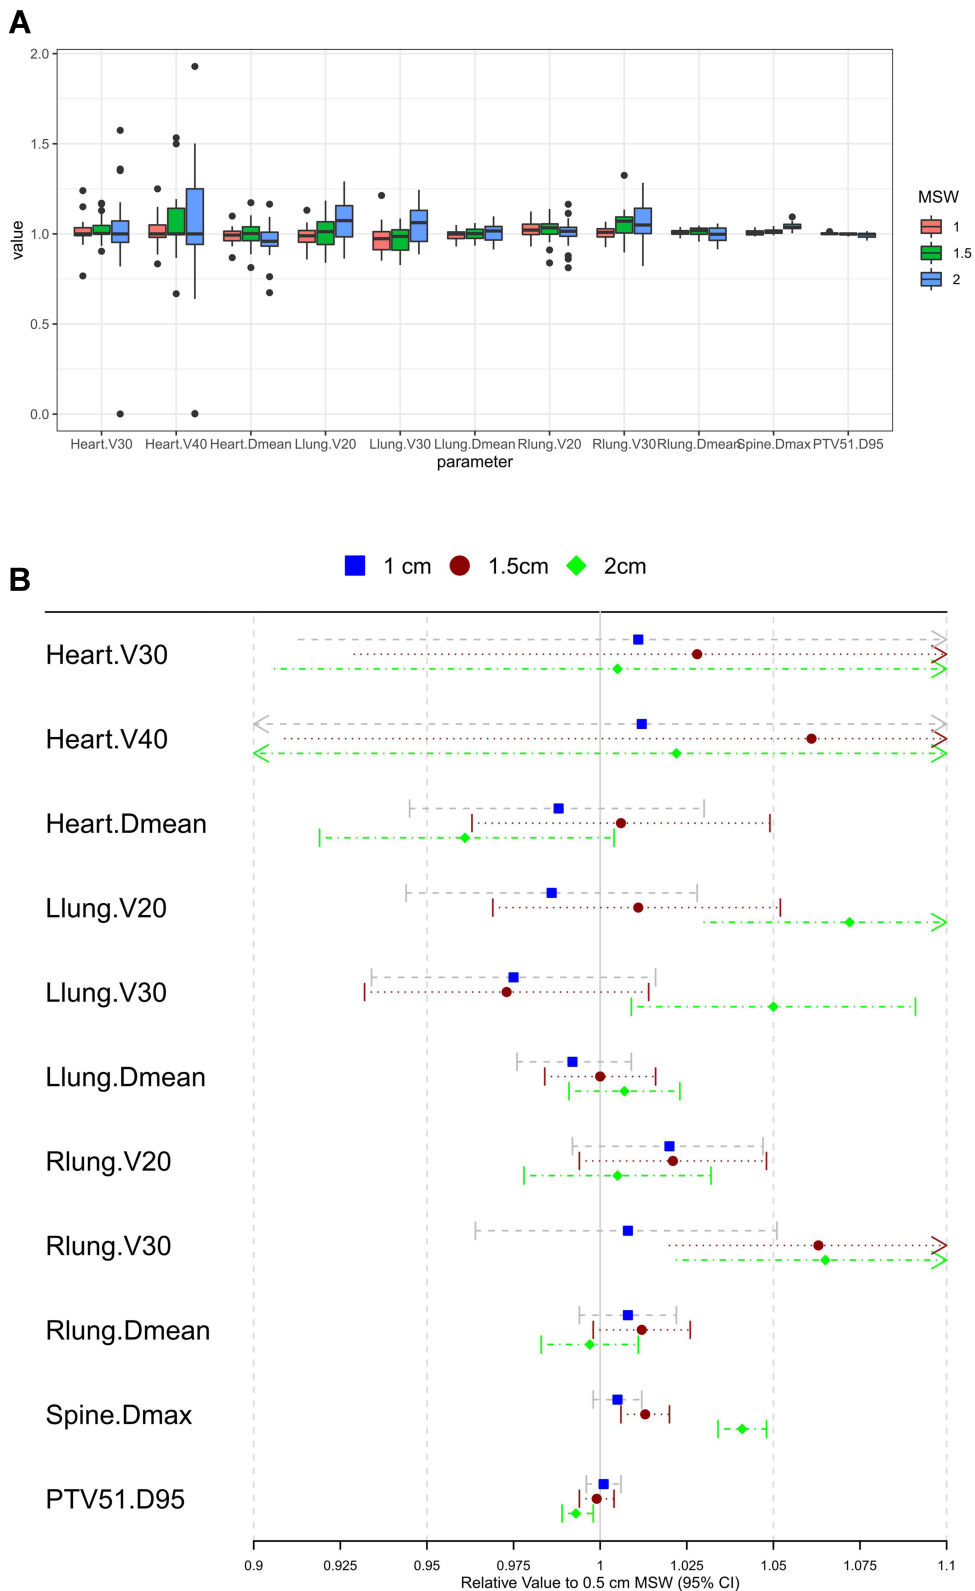 A
2.0
1.5
1.0
0.5
0.0
value
Heart.V30 Heart.V40 Heart.Dmean Llung.V20 Llung.V30 Llung.Dmean Rlung.V20 Rlung.V30 Rlung.Dmean Spine.Dmax PTV51.D95
parameter
MSW
1
1.5
2
B
1 cm 1.5cm 2cm
Heart.V30
Heart.V40
Heart.Dmean
Llung.V20
Llung.V30
Llung.Dmean
Rlung.V20
Rlung.V30
Rlung.Dmean
Spine.Dmax
PTV51.D95
0.9 0.925 0.95 0.975 1 1.025 1.05 1.075 1.1
Relative Value to 0.5 cm MSW (95% CI)